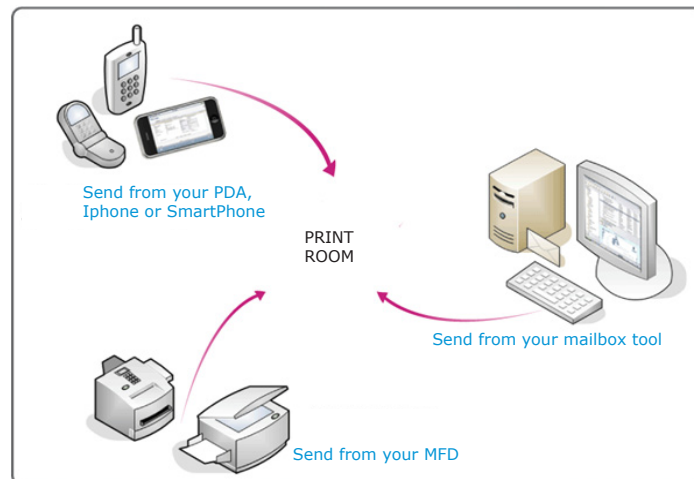 Send from your PDA,
Iphone or SmartPhone
PRINT
ROOM
Send from your mailbox tool
Send from your MFD